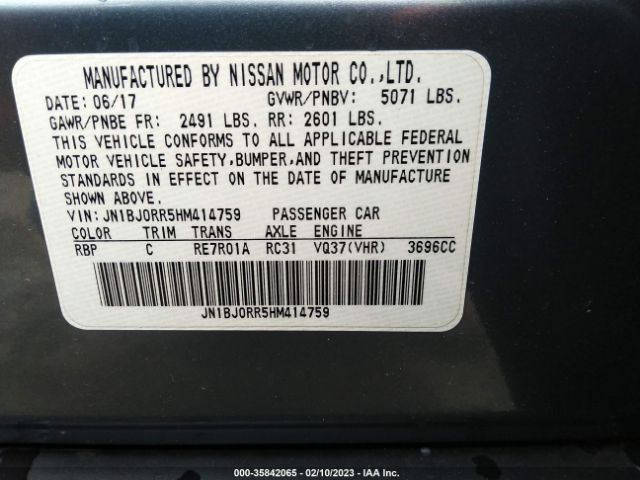 MANUFACTURED BY NISSAN MOTOR CO.,LTD.
DATE: 06/17 GVWR/PNBV: 5071 LBS.
GAWR/PNBE FR: 2491 LBS. RR: 2601 LBS.
THIS VEHICLE CONFORMS TO ALL APPLICABLE FEDERAL
MOTOR VEHICLE SAFETY,BUMPER,AND THEFT PREVENTION
STANDARDS IN EFFECT ON THE DATE OF MANUFACTURE
SHOWN ABOVE.
VIN: JN1BJ0RR5HM414759 PASSENGER CAR
COLOR TRIM TRANS AXLE ENGINE
RBP C RE7R01A RC31 VQ37(VHR) 3696CC
JN1BJ0RR5HM414759
000-35842065 - 02/10/2023 - IAAI.COM